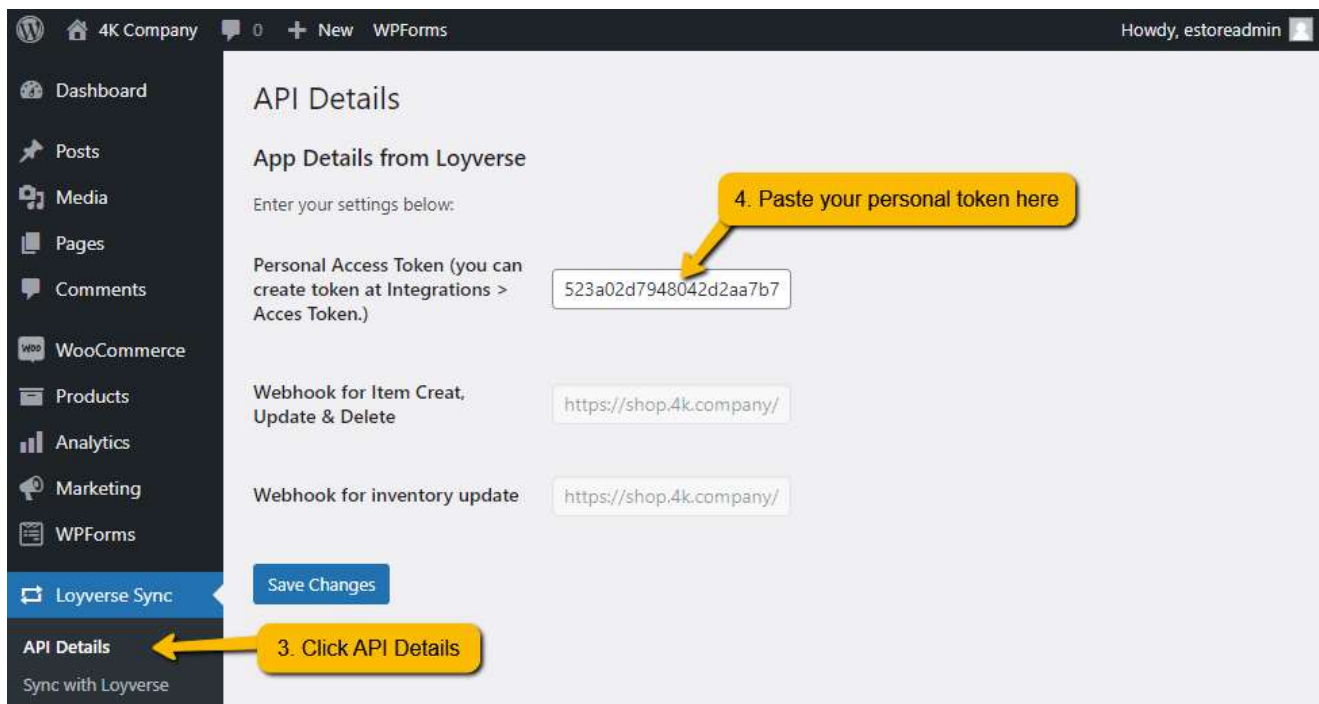 4K Company 0 New WPForms Howdy, estoreadmin
Dashboard
Posts
Media
Pages
Comments
WOO WooCommerce
Products
Analytics
Marketing
WPForms
Loyverse Sync
API Details
Sync with Loyverse
API Details
App Details from Loyverse
Enter your settings below:
4. Paste your personal token here
Personal Access Token (you can
create token at Integrations >
Acces Token.)
523a02d7948042d2aa7b7
Webhook for Item Creat,
Update & Delete
https://shop.4k.company/
Webhook for inventory update
https://shop.4k.company/
Save Changes
3. Click API Details